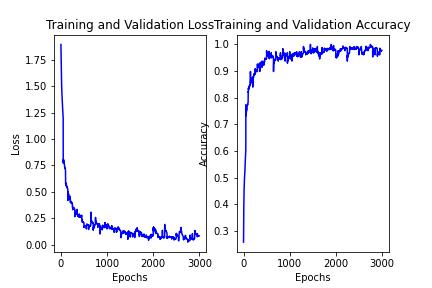 Training and Validation Loss
1.75
1.50
1.25
1.00
0.75
0.50
0.25
0.00
Loss
0 1000 2000 3000
Epochs
Training and Validation Accuracy
1.0
0.9
0.8
0.7
0.6
0.5
0.4
0.3
Accuracy
0 1000 2000 3000
Epochs